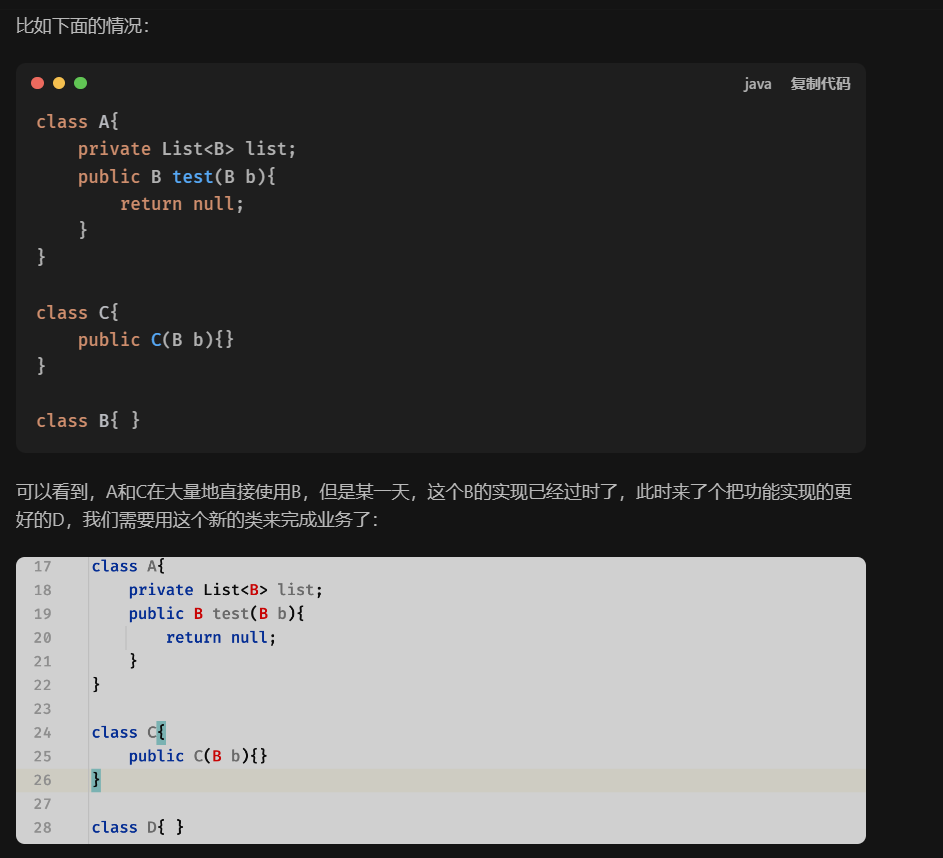 比如下面的情况：
java 复制代码
class A{
    private List<B> list;
    public B test(B b){
        return null;
    }
}
class C{
    public C(B b){}
}
class B{ }
可以看到，A和C在大量地直接使用B，但是某一天，这个B的实现已经过时了，此时来了个把功能实现的更
好的D，我们需要用这个新的类来完成业务了：
17 class A{
18     private List<B> list;
19     public B test(B b){
20         return null;
21     }
22 }
23
24 class C{
25     public C(B b){}
26 }
27
28 class D{ }